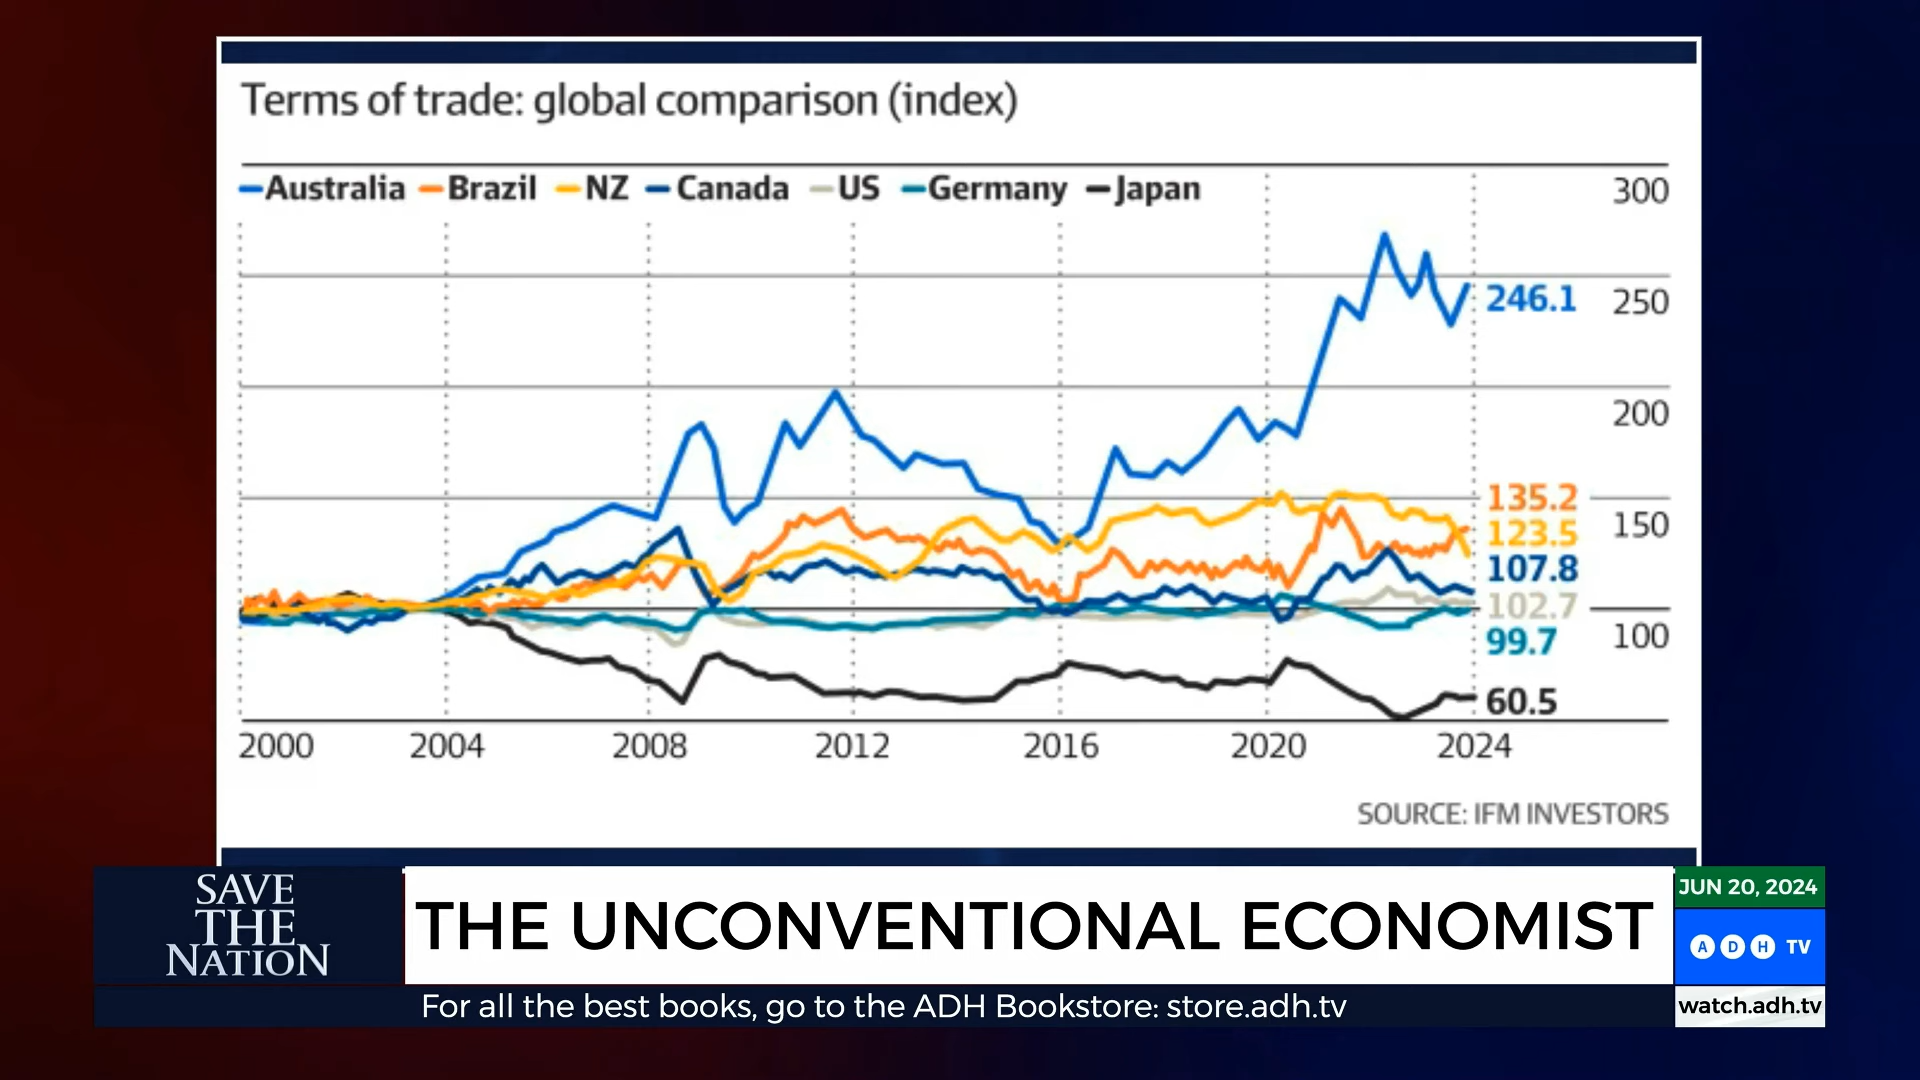 Terms of trade: global comparison (index)
Australia Brazil NZ Canada US Germany Japan
300
246.1
250
200
135.2
123.5
150
107.8
102.7
99.7
100
60.5
2000 2004 2008 2012 2016 2020 2024
SOURCE: IFM INVESTORS
SAVE
THE
NATION
THE UNCONVENTIONAL ECONOMIST
JUN 20, 2024
ADH TV
For all the best books, go to the ADH Bookstore: store.adh.tv
watch.adh.tv